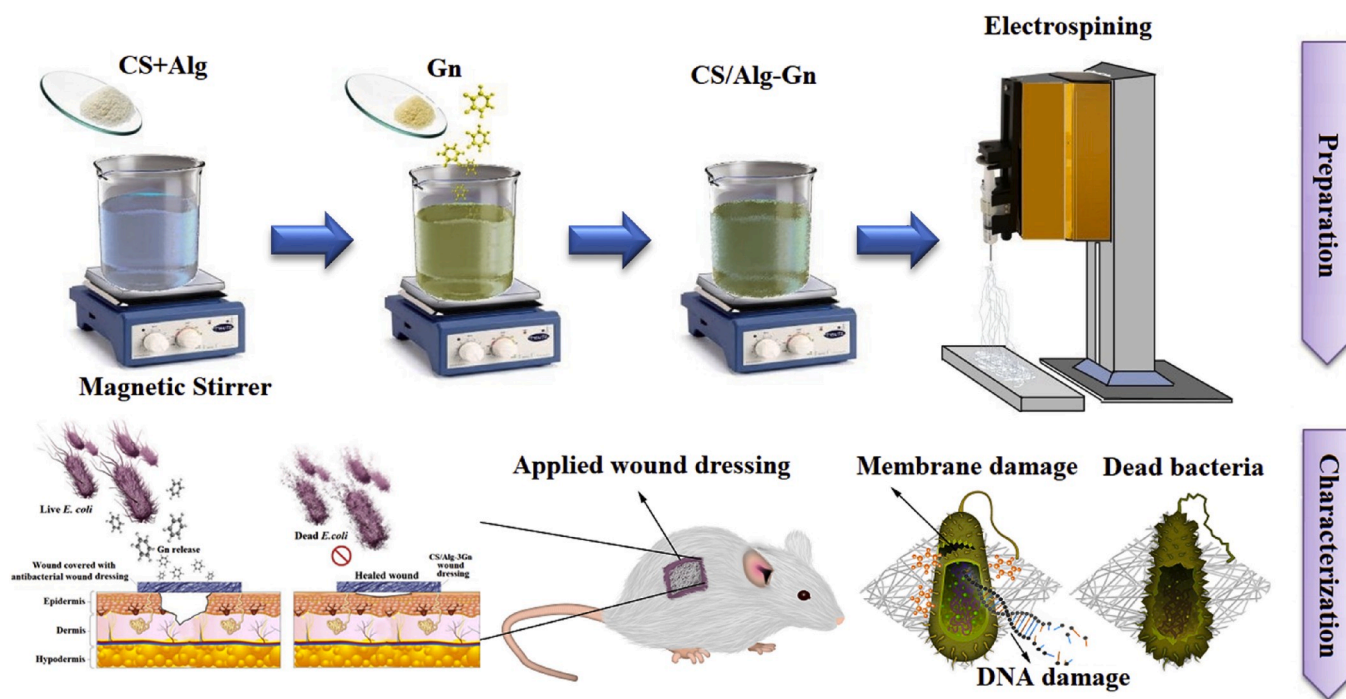 CS+Alg
Gn
CS/Alg-Gn
Electrospining
Preparation
Magnetic Stirrer
Live E. coli
Gn release
Wound covered with
antibacterial wound dressing
Epidermis
Dermis
Hypodermis
Dead E.coli
Healed wound
CS/Alg-3Gn
wound
dressing
Applied wound dressing
Membrane damage
Dead bacteria
DNA damage
Characterization